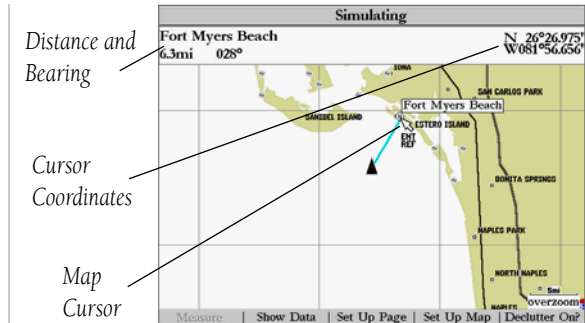 Simulating
Distance and
Bearing
Fort Myers Beach
6.3mi 028°
N 26°26.975'
W081°56.656'
IONA
SAN CARLOS PARK
Fort Myers Beach
SANIBEL ISLAND
ESTERO ISLAND
ENT
REF
Cursor
Coordinates
BONITA SPRINGS
NAPLES PARK
Map
Cursor
NORTH NAPLES
5mi
overzoom
NAPLES
Measure | Show Data | Set Up Page | Set Up Map | Declutter On?